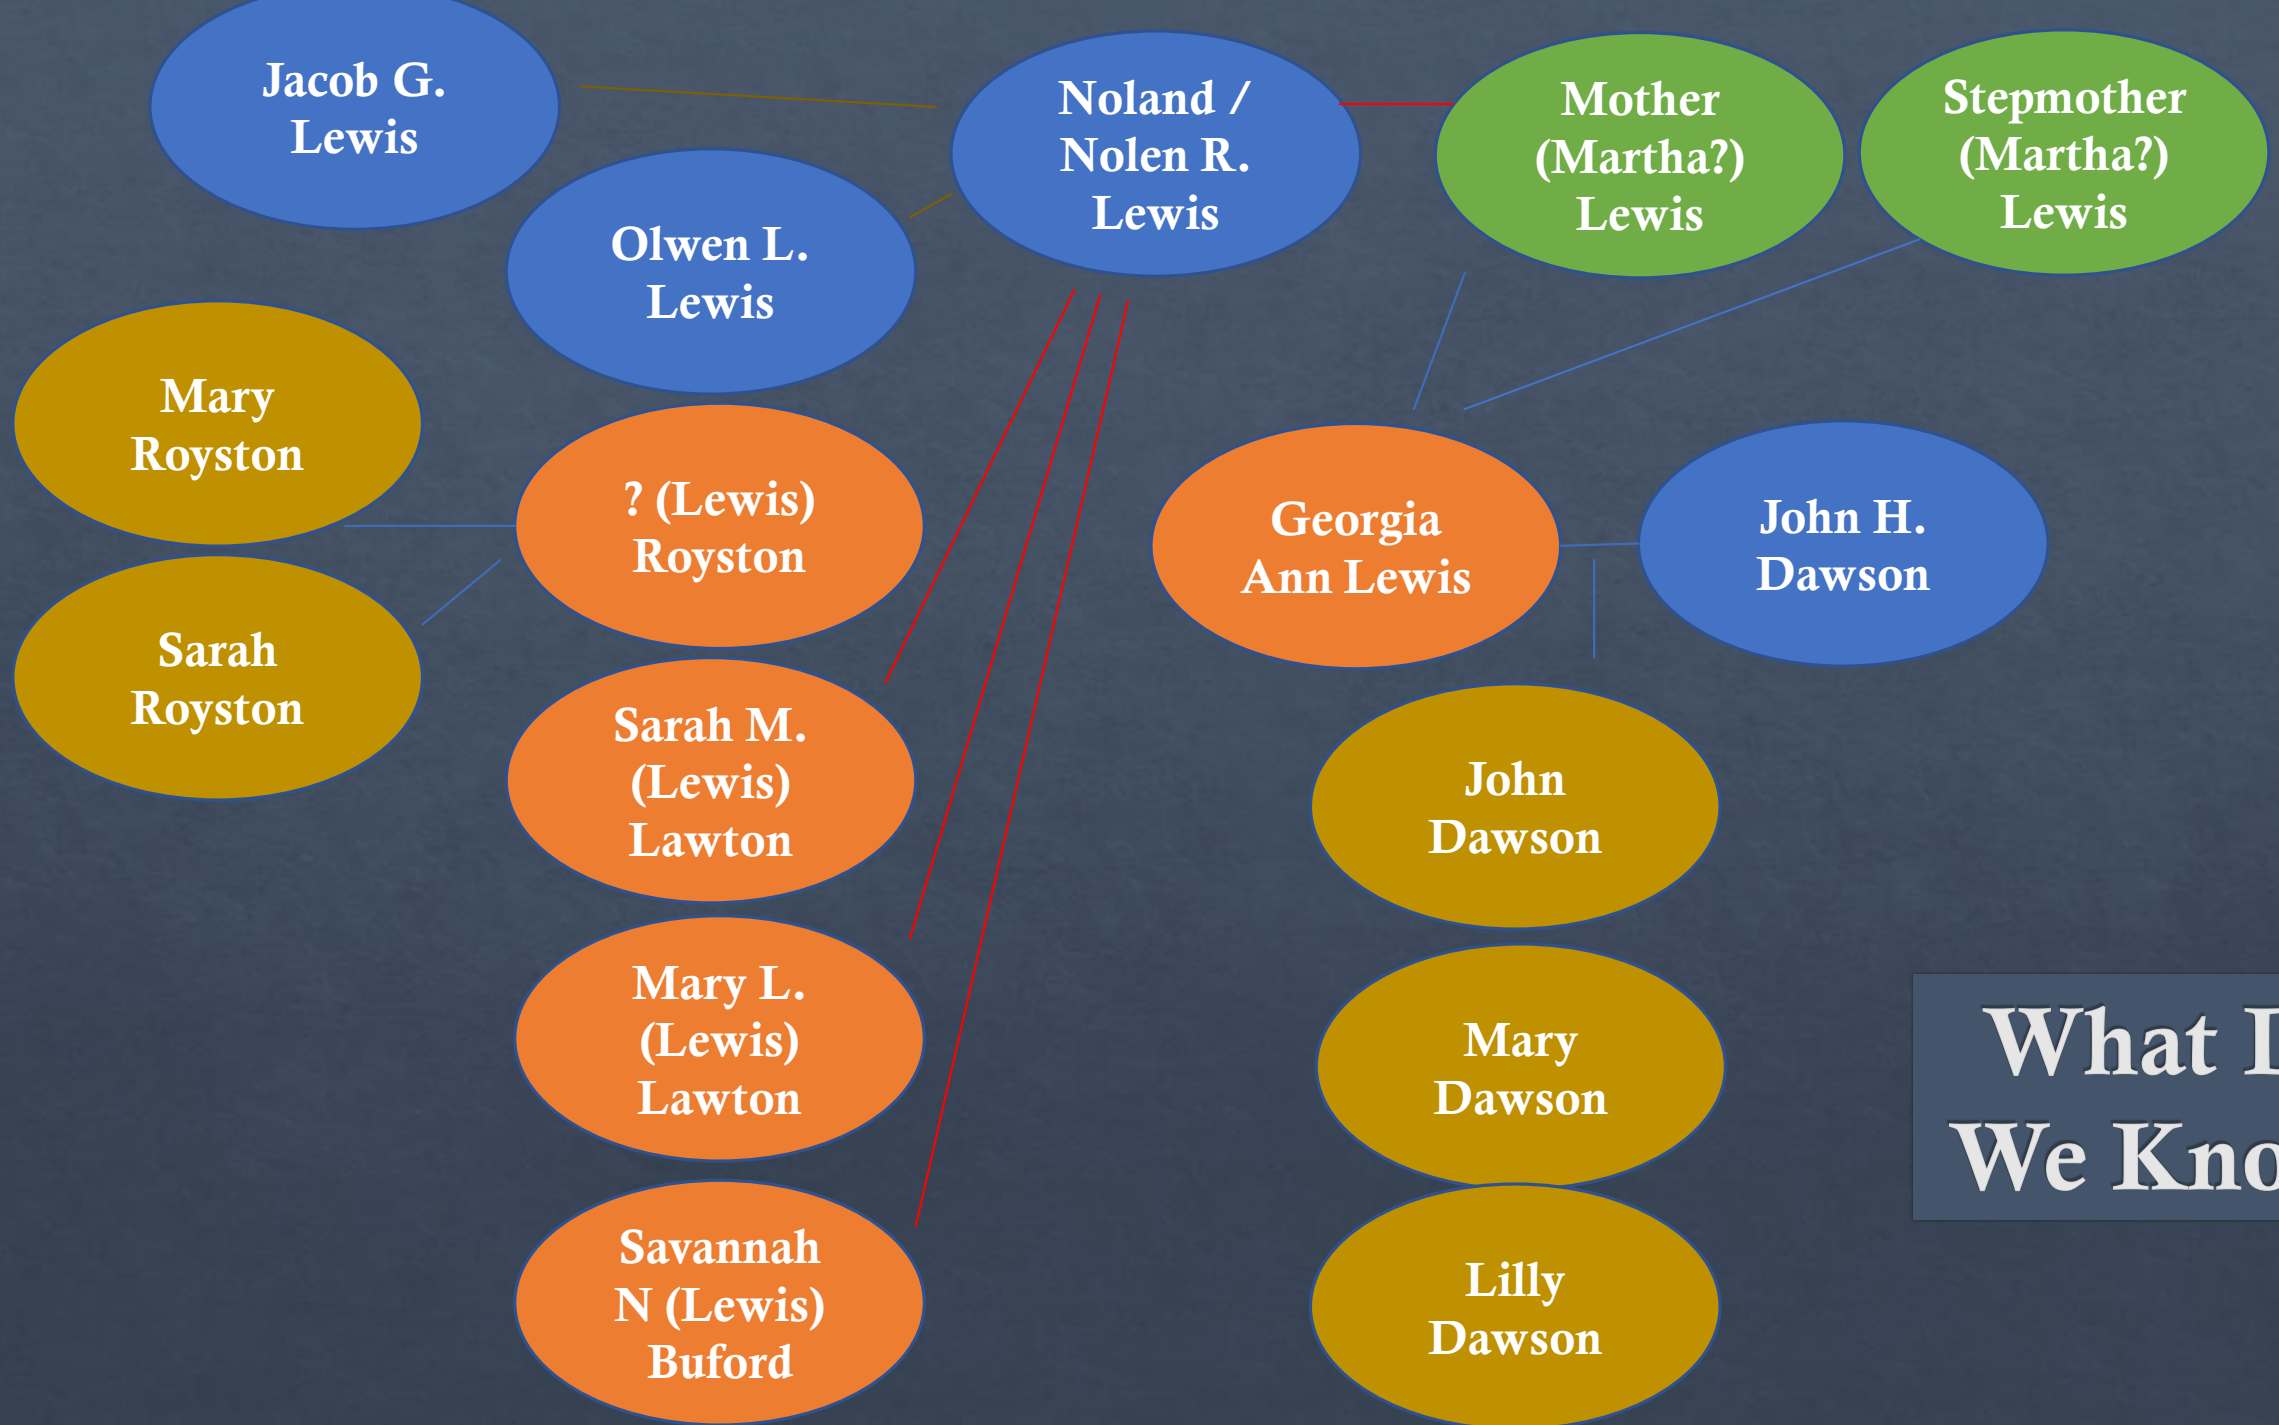 Jacob G.
Lewis
Noland /
Nolen R.
Lewis
Mother
(Martha?)
Lewis
Stepmother
(Martha?)
Lewis
Olwen L.
Lewis
Mary
Royston
? (Lewis)
Royston
Georgia
Ann Lewis
John H.
Dawson
Sarah
Royston
Sarah M.
(Lewis)
Lawton
John
Dawson
Mary L.
(Lewis)
Lawton
Mary
Dawson
Savannah
N (Lewis)
Buford
Lilly
Dawson
What
We Kno